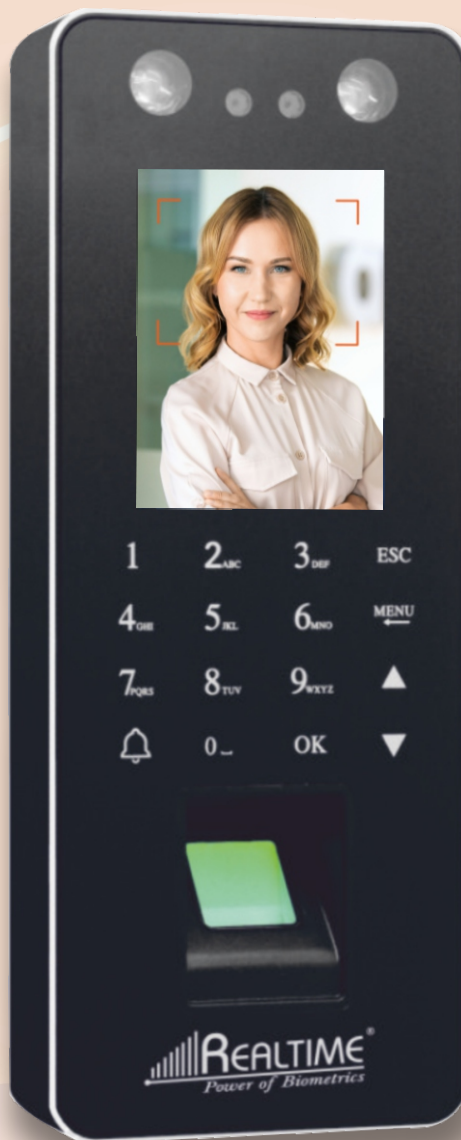 1 2ABC 3DEF ESC
4GHI 5JKL 6MNO MENU
7PQRS 8TUV 9WXYZ
0 OK
REALTIME®
Power of Biometrics